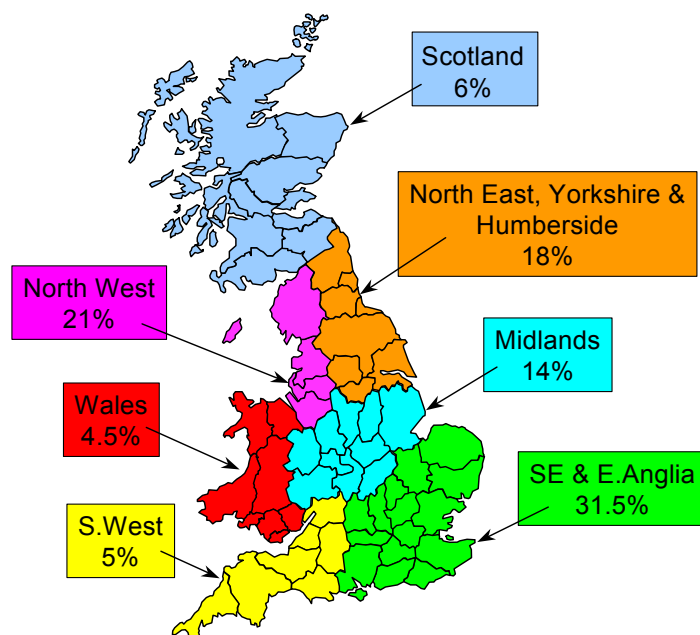 Scotland
6%
North East, Yorkshire &
Humberside
18%
North West
21%
Midlands
14%
Wales
4.5%
SE & E.Anglia
31.5%
S.West
5%